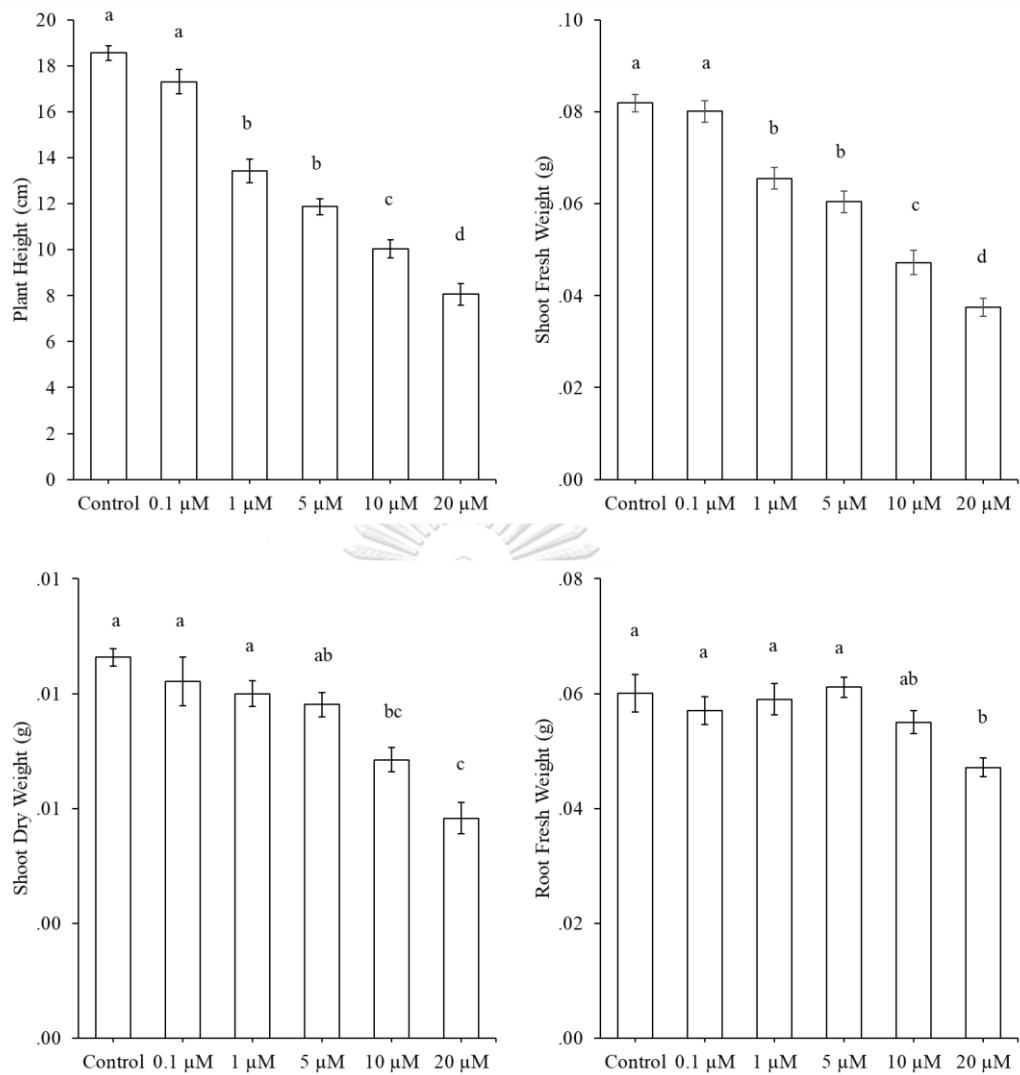 20
18
16
14
12
10
8
6
4
2
0
Plant Height (cm)
a
a
b
b
c
d
Control 0.1 µM 1 µM 5 µM 10 µM 20 µM
.10
.08
.06
.04
.02
.00
Shoot Fresh Weight (g)
a
a
b
b
c
d
Control 0.1 µM 1 µM 5 µM 10 µM 20 µM
.01
.01
.01
.00
.00
Shoot Dry Weight (g)
a
a
a
ab
bc
c
Control 0.1 µM 1 µM 5 µM 10 µM 20 µM
.08
.06
.04
.02
.00
Root Fresh Weight (g)
a
a
a
a
ab
b
Control 0.1 µM 1 µM 5 µM 10 µM 20 µM